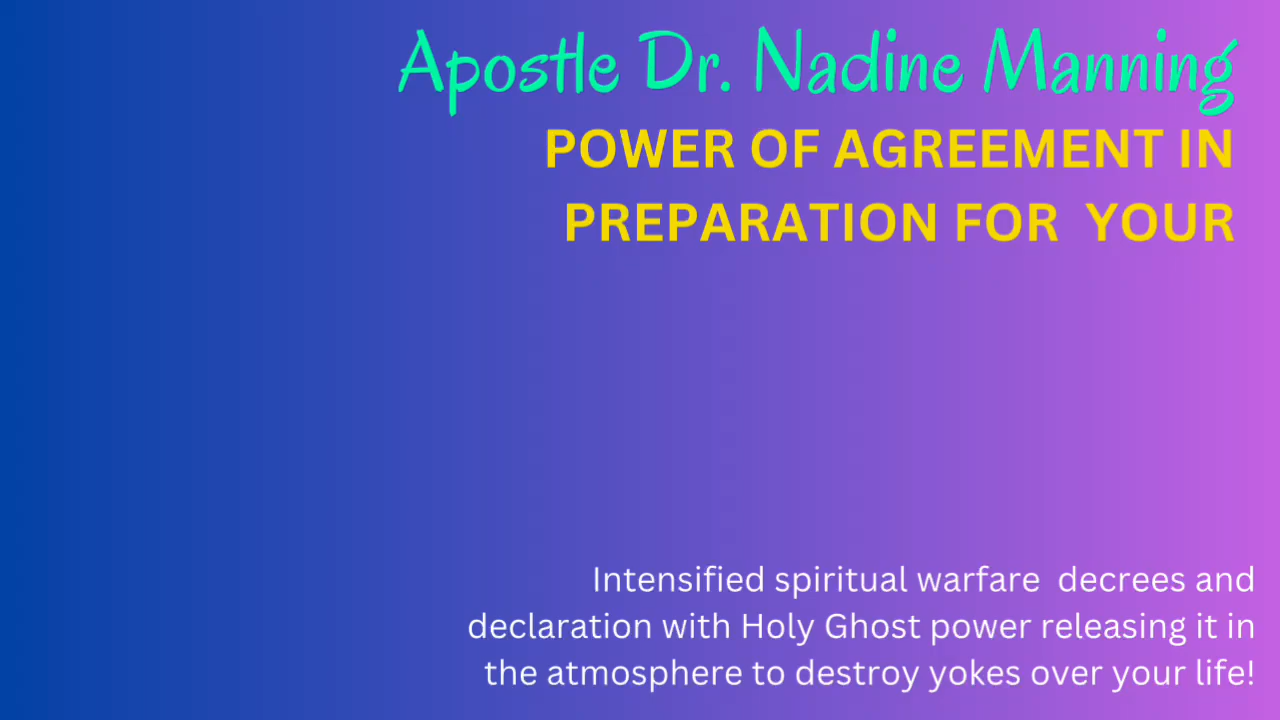 Apostle Dr. Nadine Manning
POWER OF AGREEMENT IN
PREPARATION FOR  YOUR
Intensified spiritual warfare  decrees and
declaration with Holy Ghost power releasing it in
the atmosphere to destroy yokes over your life!